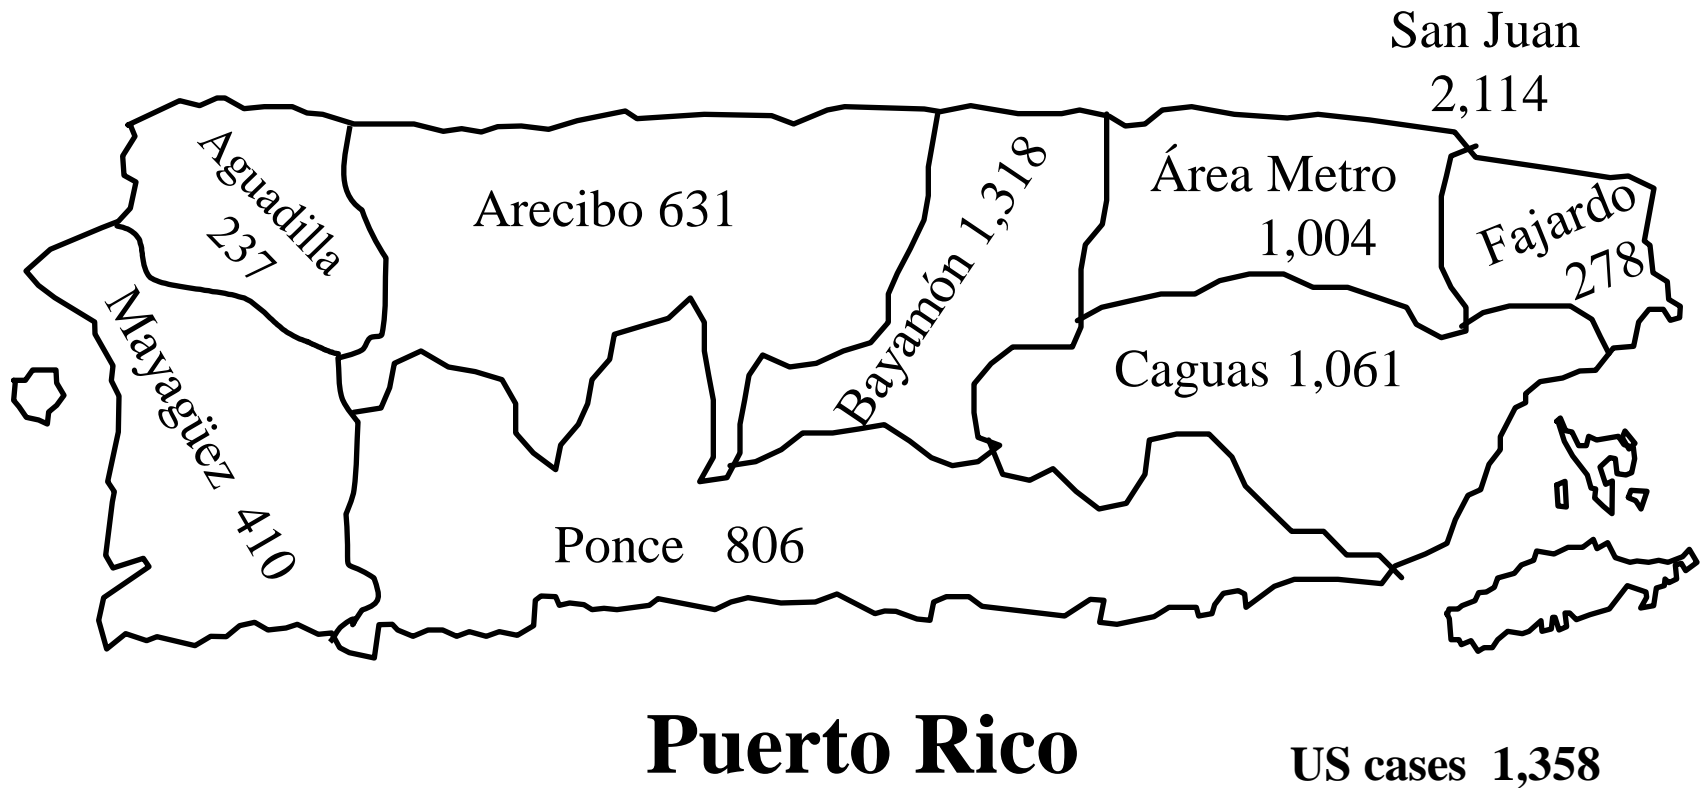 San Juan
2,114
Aguadilla
237
Arecibo 631
Bayamón 1,318
Área Metro
1,004
Fajardo
278
Mayagüez 410
Caguas 1,061
Ponce 806
Puerto Rico
US cases 1,358